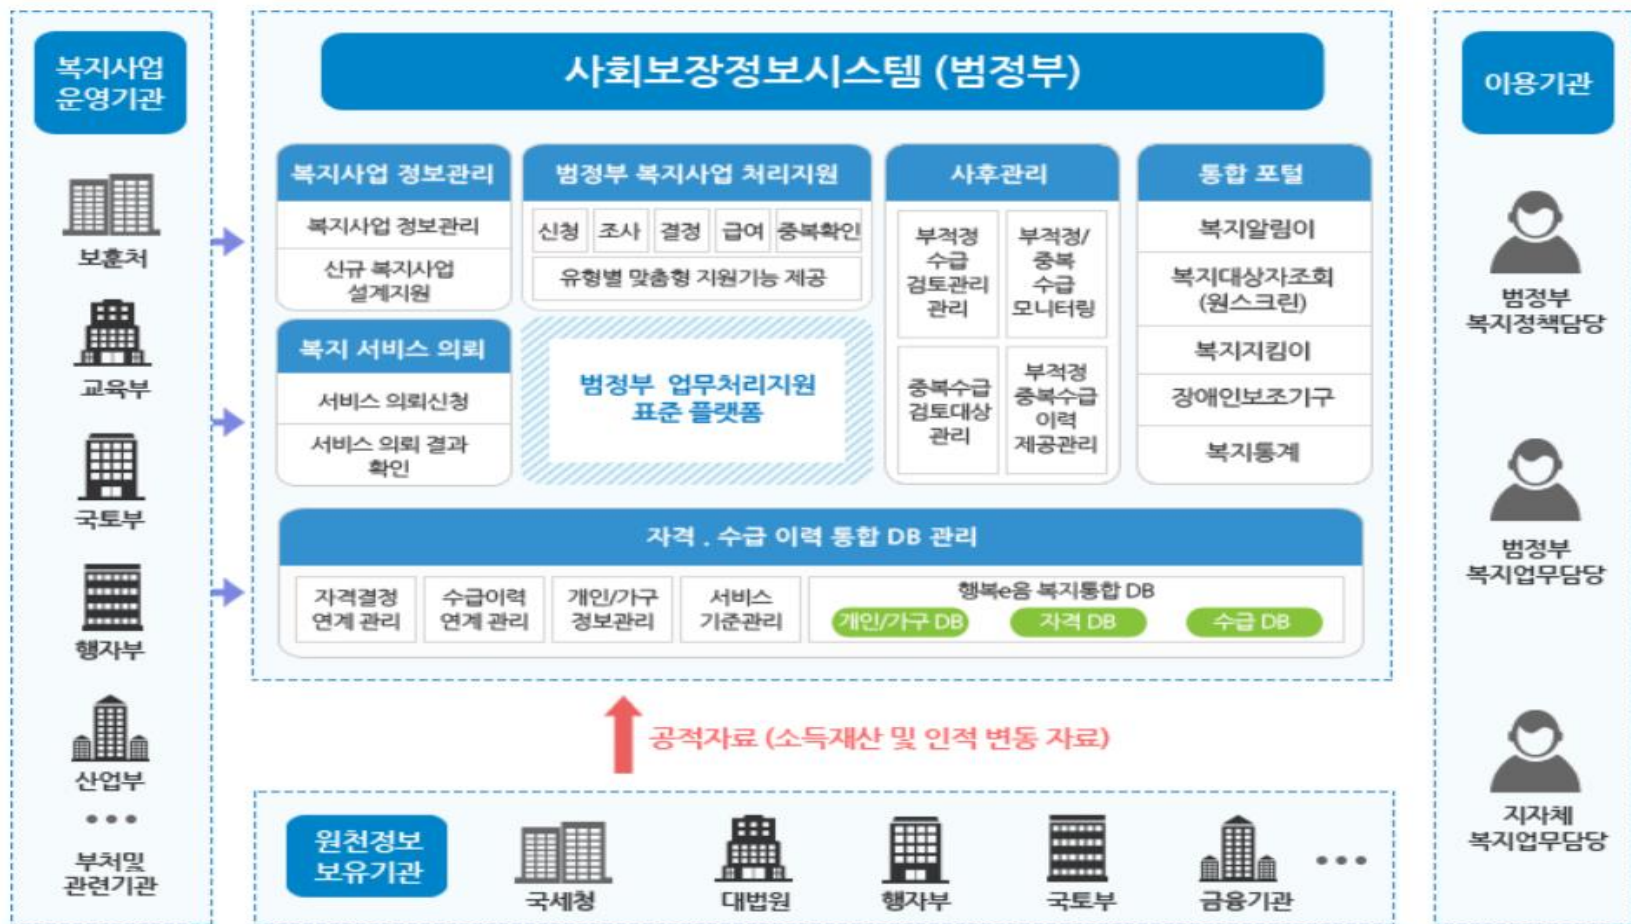 복지사업
운영기관
보훈처
교육부
국토부
행자부
산업부
부처및
관련기관
사회보장정보시스템 (범정부)
복지사업 정보관리
복지사업 정보관리
신규 복지사업
설계지원
복지 서비스 의뢰
서비스 의뢰신청
서비스 의뢰 결과
확인
범정부 복지사업 처리지원
신청 조사 결정 급여 중복확인
유형별 맞춤형 지원기능 제공
범정부 업무처리지원
표준 플랫폼
사후관리
부적정
수급
검토관리
관리
부적정/
중복
수급
모니터링
중복수급
검토대상
관리
부적정
중복수급
이력
제공관리
통합 포털
복지알림이
복지대상자조회
(원스크린)
복지지킴이
장애인보조기구
복지통계
자격 . 수급 이력 통합 DB 관리
자격결정
연계 관리
수급이력
연계 관리
개인/가구
정보관리
서비스
기준관리
행복e음 복지통합 DB
개인/가구 DB 자격 DB 수급 DB
공적자료 (소득재산 및 인적 변동 자료)
원천정보
보유기관
국세청 대법원 행자부 국토부 금융기관
이용기관
범정부
복지정책담당
범정부
복지업무담당
지자체
복지업무담당